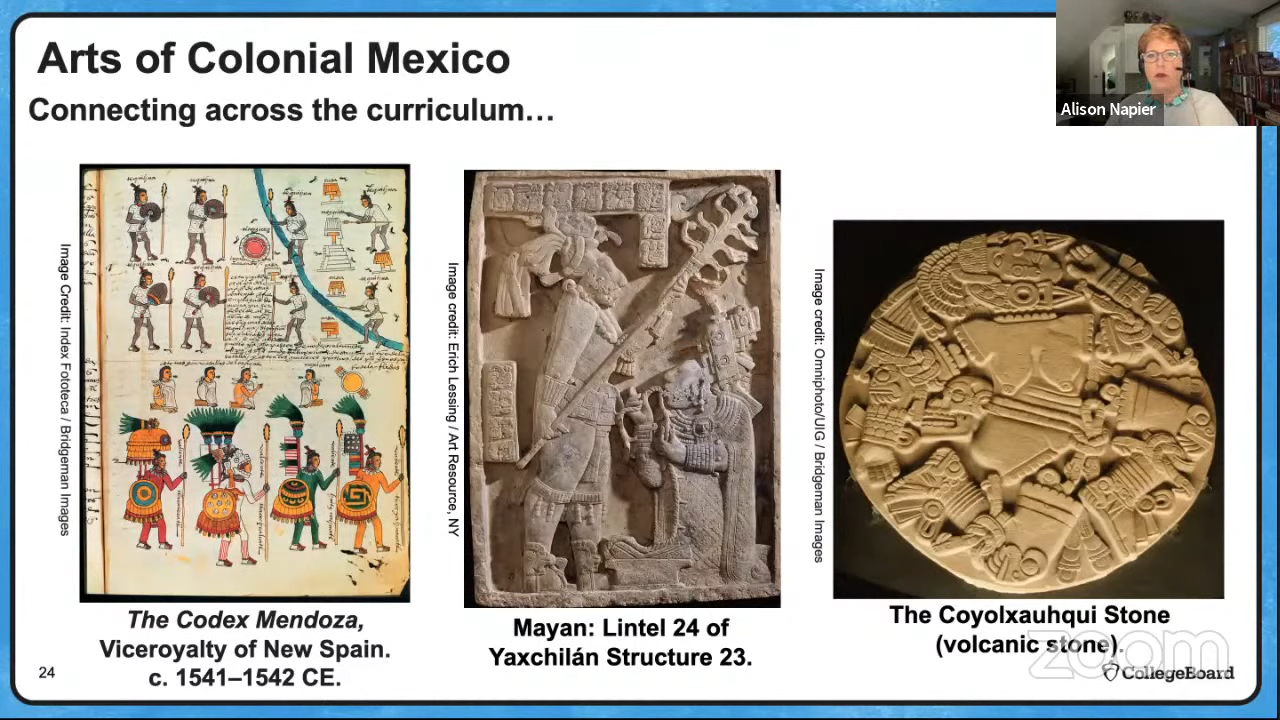 Arts of Colonial Mexico
Connecting across the curriculum…
Alison Napier
Image Credit: Index Fototeca / Bridgeman Images
The Codex Mendoza,
Viceroyalty of New Spain.
c. 1541–1542 CE.
Image credit: Erich Lessing / Art Resource, NY
Mayan: Lintel 24 of
Yaxchilán Structure 23.
Image credit: Omniphoto/UIG / Bridgeman Images
The Coyolxauhqui Stone
(volcanic stone).
zoom
24
CollegeBoard